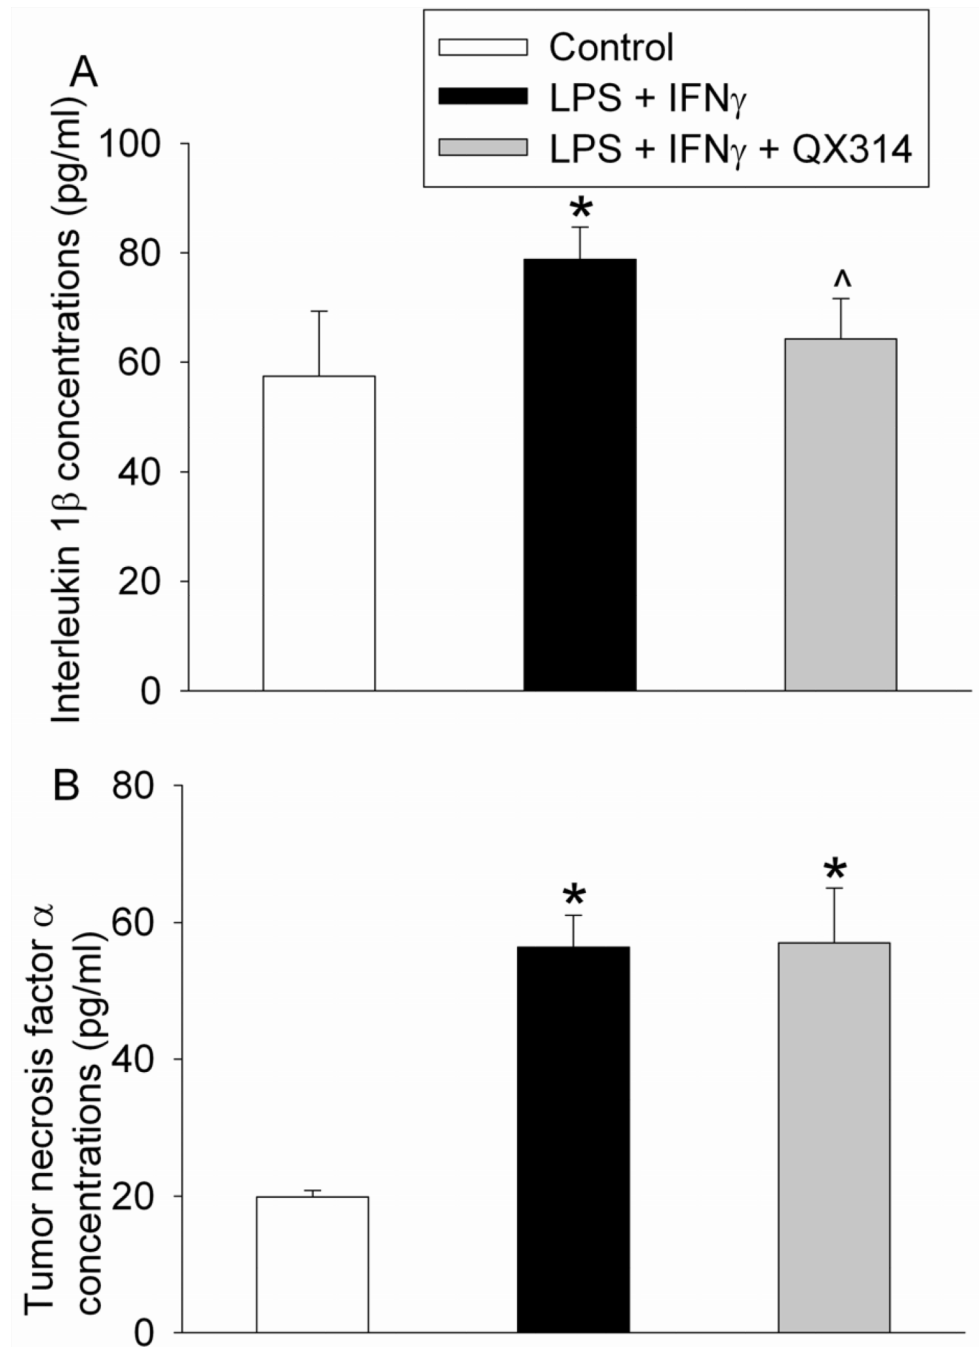 Control
LPS + IFNγ
LPS + IFNγ + QX314
A
Interleukin 1β concentrations (pg/ml)
100
80
60
40
20
0
*
^
B
Tumor necrosis factor α
concentrations (pg/ml)
80
60
40
20
0
*
*